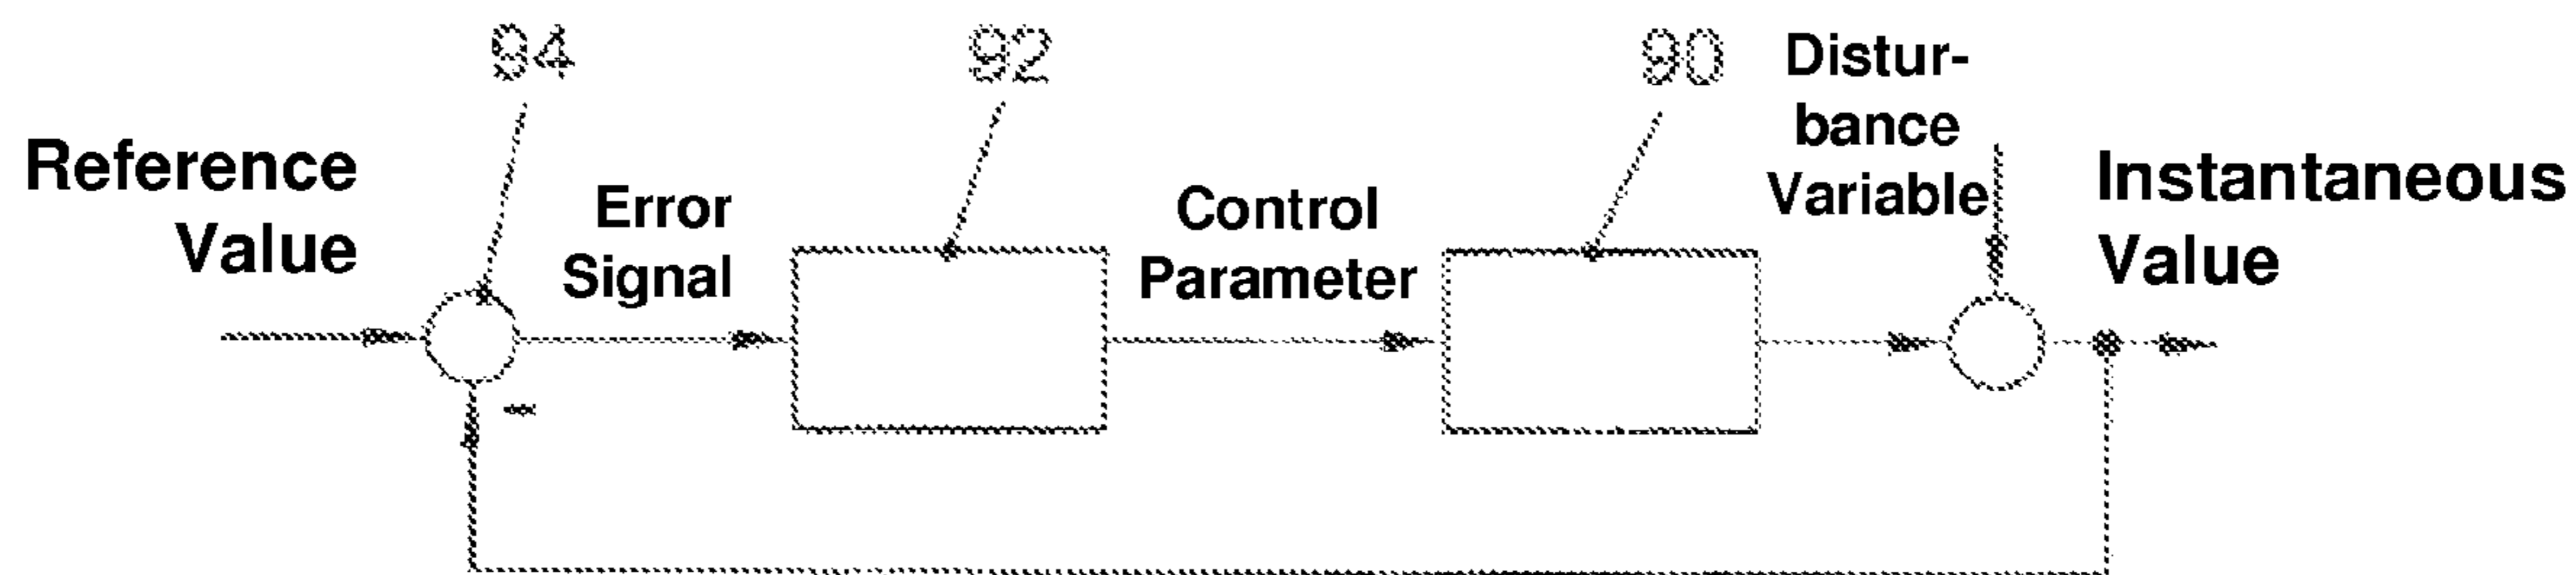 94
92
90
Distur-
bance
Variable
Reference
Value
Error
Signal
Control
Parameter
Instantaneous
Value
-